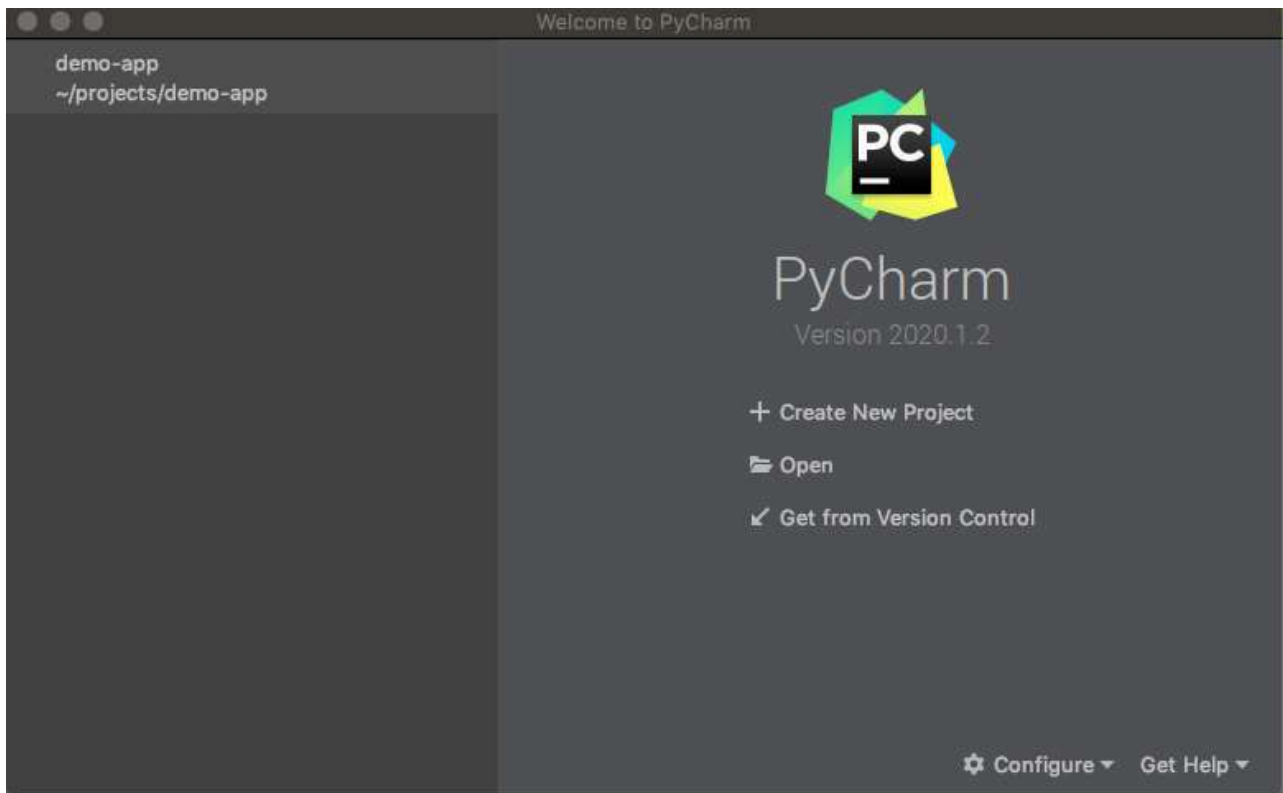 Welcome to PyCharm
demo-app
~/projects/demo-app
PC
PyCharm
Version 2020.1.2
Create New Project
Open
Get from Version Control
Configure
Get Help